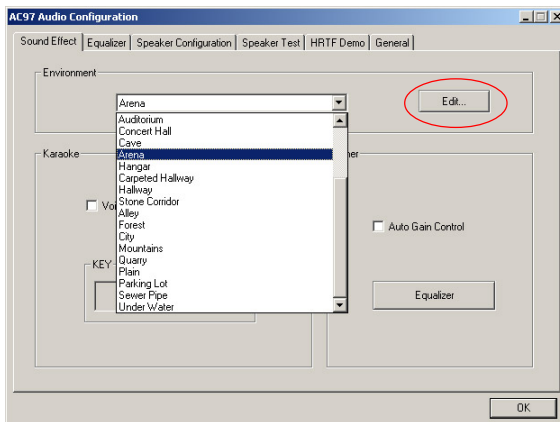 AC97 Audio Configuration
Sound Effect Equalizer Speaker Configuration Speaker Test HRTF Demo General
Environment
Arena
Edit...
Auditorium
Concert Hall
Cave
Arena
Hangar
Carpeted Hallway
Hallway
Stone Corridor
Alley
Forest
City
Mountains
Quarry
Plain
Parking Lot
Sewer Pipe
Under Water
Karaoke
KEY
Auto Gain Control
Equalizer
OK